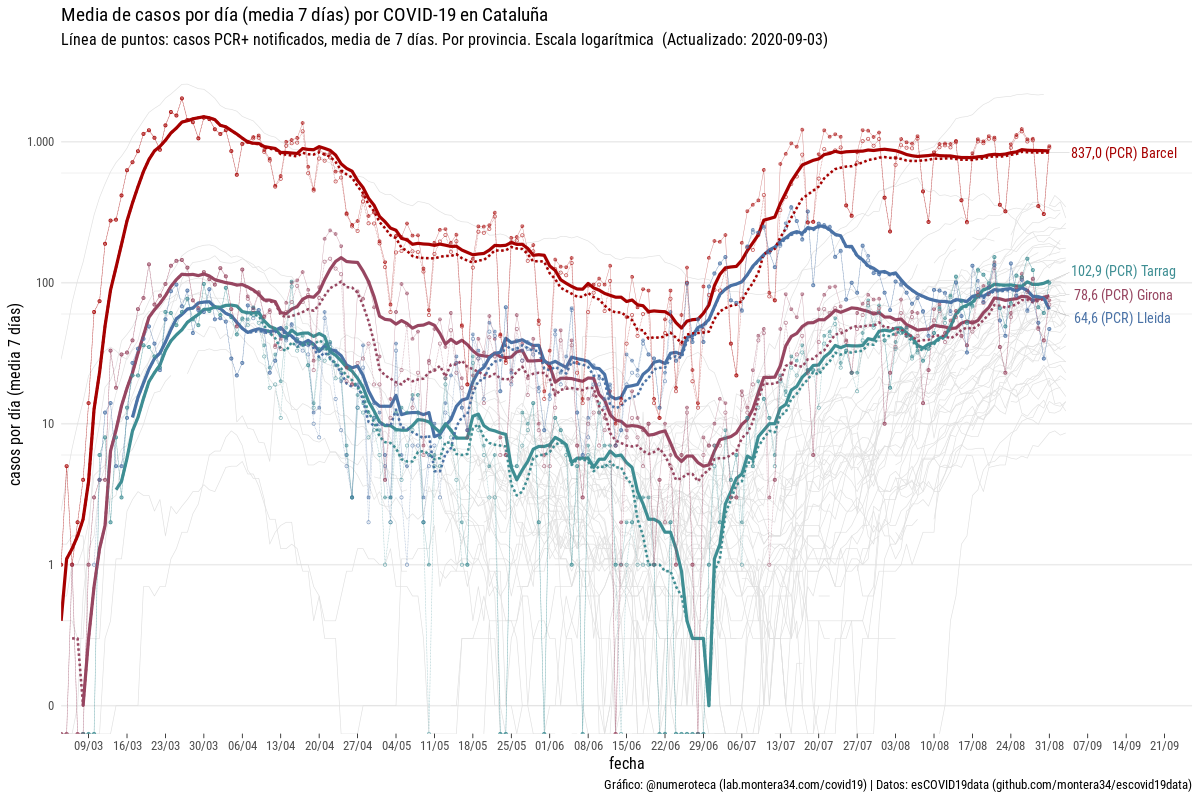 Media de casos por día (media 7 días) por COVID-19 en Cataluña
Línea de puntos: casos PCR+ notificados, media de 7 días. Por provincia. Escala logarítmica (Actualizado: 2020-09-03)
casos por día (media 7 días)
1.000
100
10
1
0
837,0 (PCR) Barcel
102,9 (PCR) Tarrag
78,6 (PCR) Girona
64,6 (PCR) Lleida
09/03 16/03 23/03 30/03 06/04 13/04 20/04 27/04 04/05 11/05 18/05 25/05 01/06 08/06 15/06 22/06 29/06 06/07 13/07 20/07 27/07 03/08 10/08 17/08 24/08 31/08 07/09 14/09 21/09
fecha
Gráfico: @numeroteca (lab.montera34.com/covid19) | Datos: esCOVID19data (github.com/montera34/escovid19data)